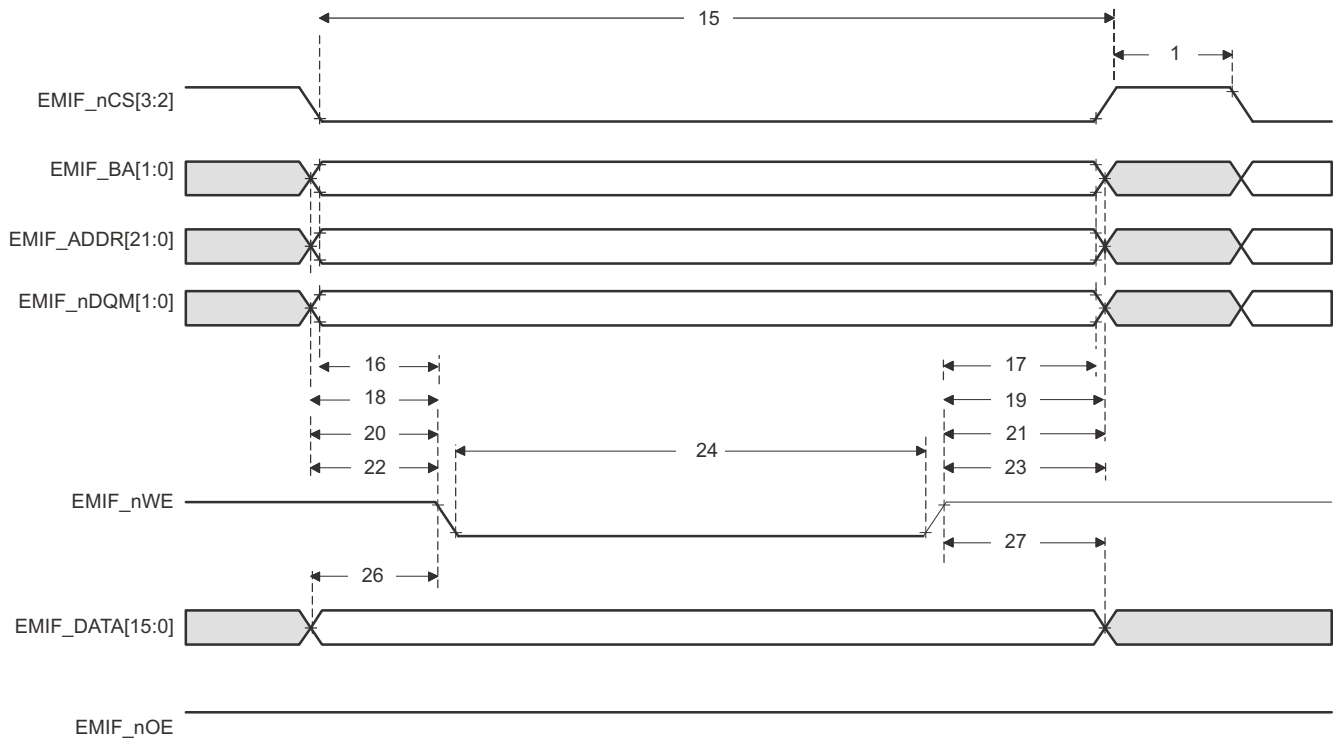 15
1
EMIF_nCS[3:2]
EMIF_BA[1:0]
EMIF_ADDR[21:0]
EMIF_nDQM[1:0]
16 17
18 19
20 21
24
22 23
EMIF_nWE
27
26
EMIF_DATA[15:0]
EMIF_nOE